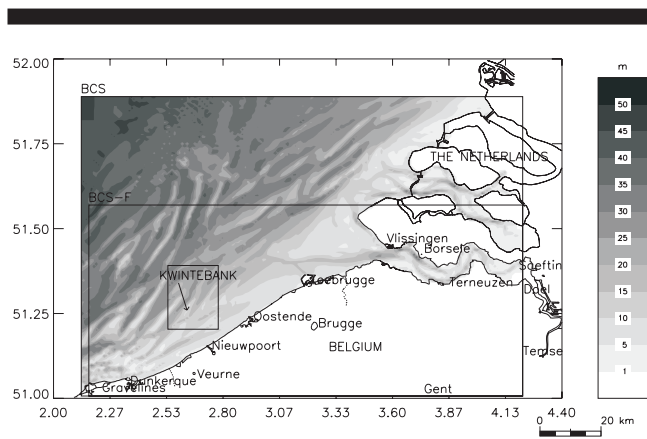 52.00
m
BCS
50
45
51.75
40
THE NETHERLANDS
35
BCS-F
30
51.50
Vlissingen
25
Borsele
20
KWINTEBANK
Saeftin
Zeebrugge
Terneuzen
Doel
15
51.25
Oostende
10
Brugge
Nieuwpoort
BELGIUM
Temse
5
Veurne
1
Dunkerque
Gravelines
Gent
51.00
2.00 2.27 2.53 2.80 3.07 3.33 3.60 3.87 4.13 4.40
0 20 km